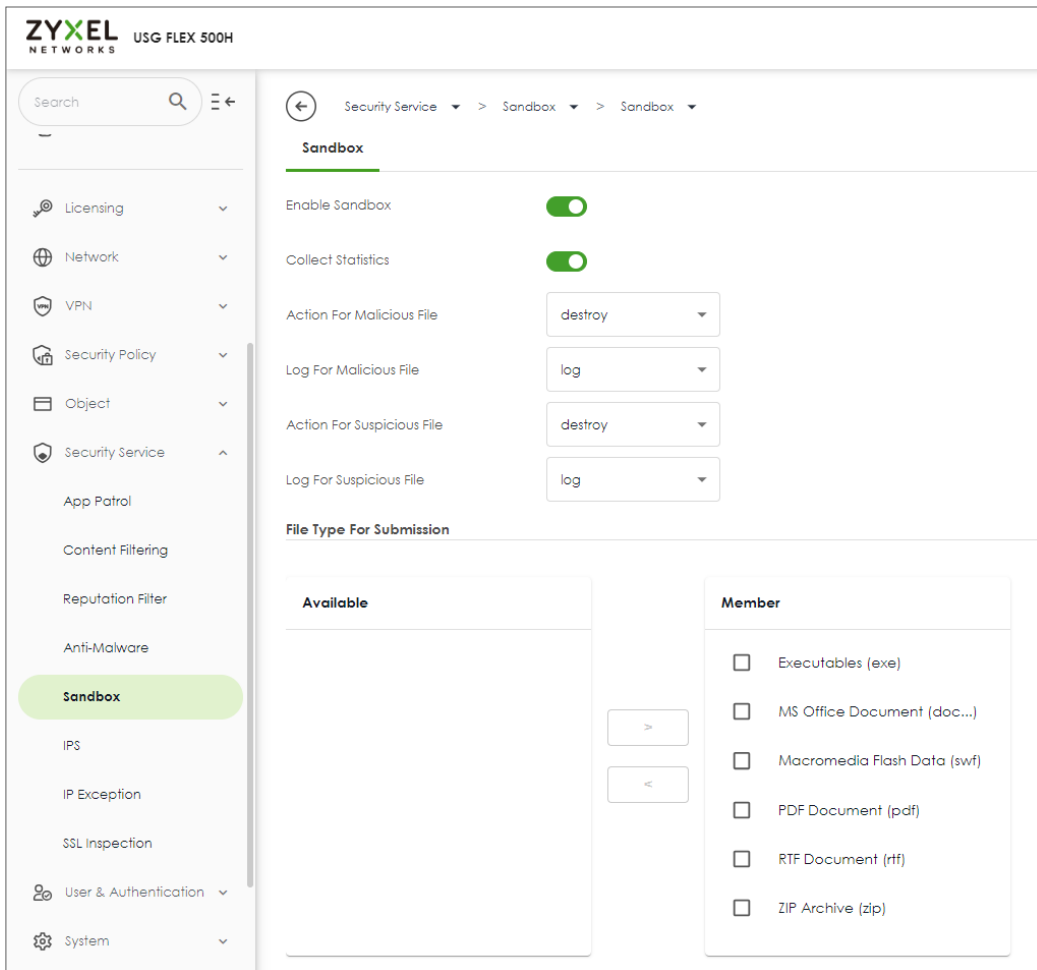 ZYXEL
NETWORKS
USG FLEX 500H
Search
Security Service > Sandbox > Sandbox
Sandbox
Licensing
Network
VPN
VPN
Security Policy
Object
Security Service
App Patrol
Content Filtering
Reputation Filter
Anti-Malware
Sandbox
IPS
IP Exception
SSL Inspection
User & Authentication
System
Enable Sandbox
Collect Statistics
Action For Malicious File destroy
Log For Malicious File log
Action For Suspicious File destroy
Log For Suspicious File log
File Type For Submission
Available
>
<
Member
Executables (exe)
MS Office Document (doc...)
Macromedia Flash Data (swf)
PDF Document (pdf)
RTF Document (rtf)
ZIP Archive (zip)